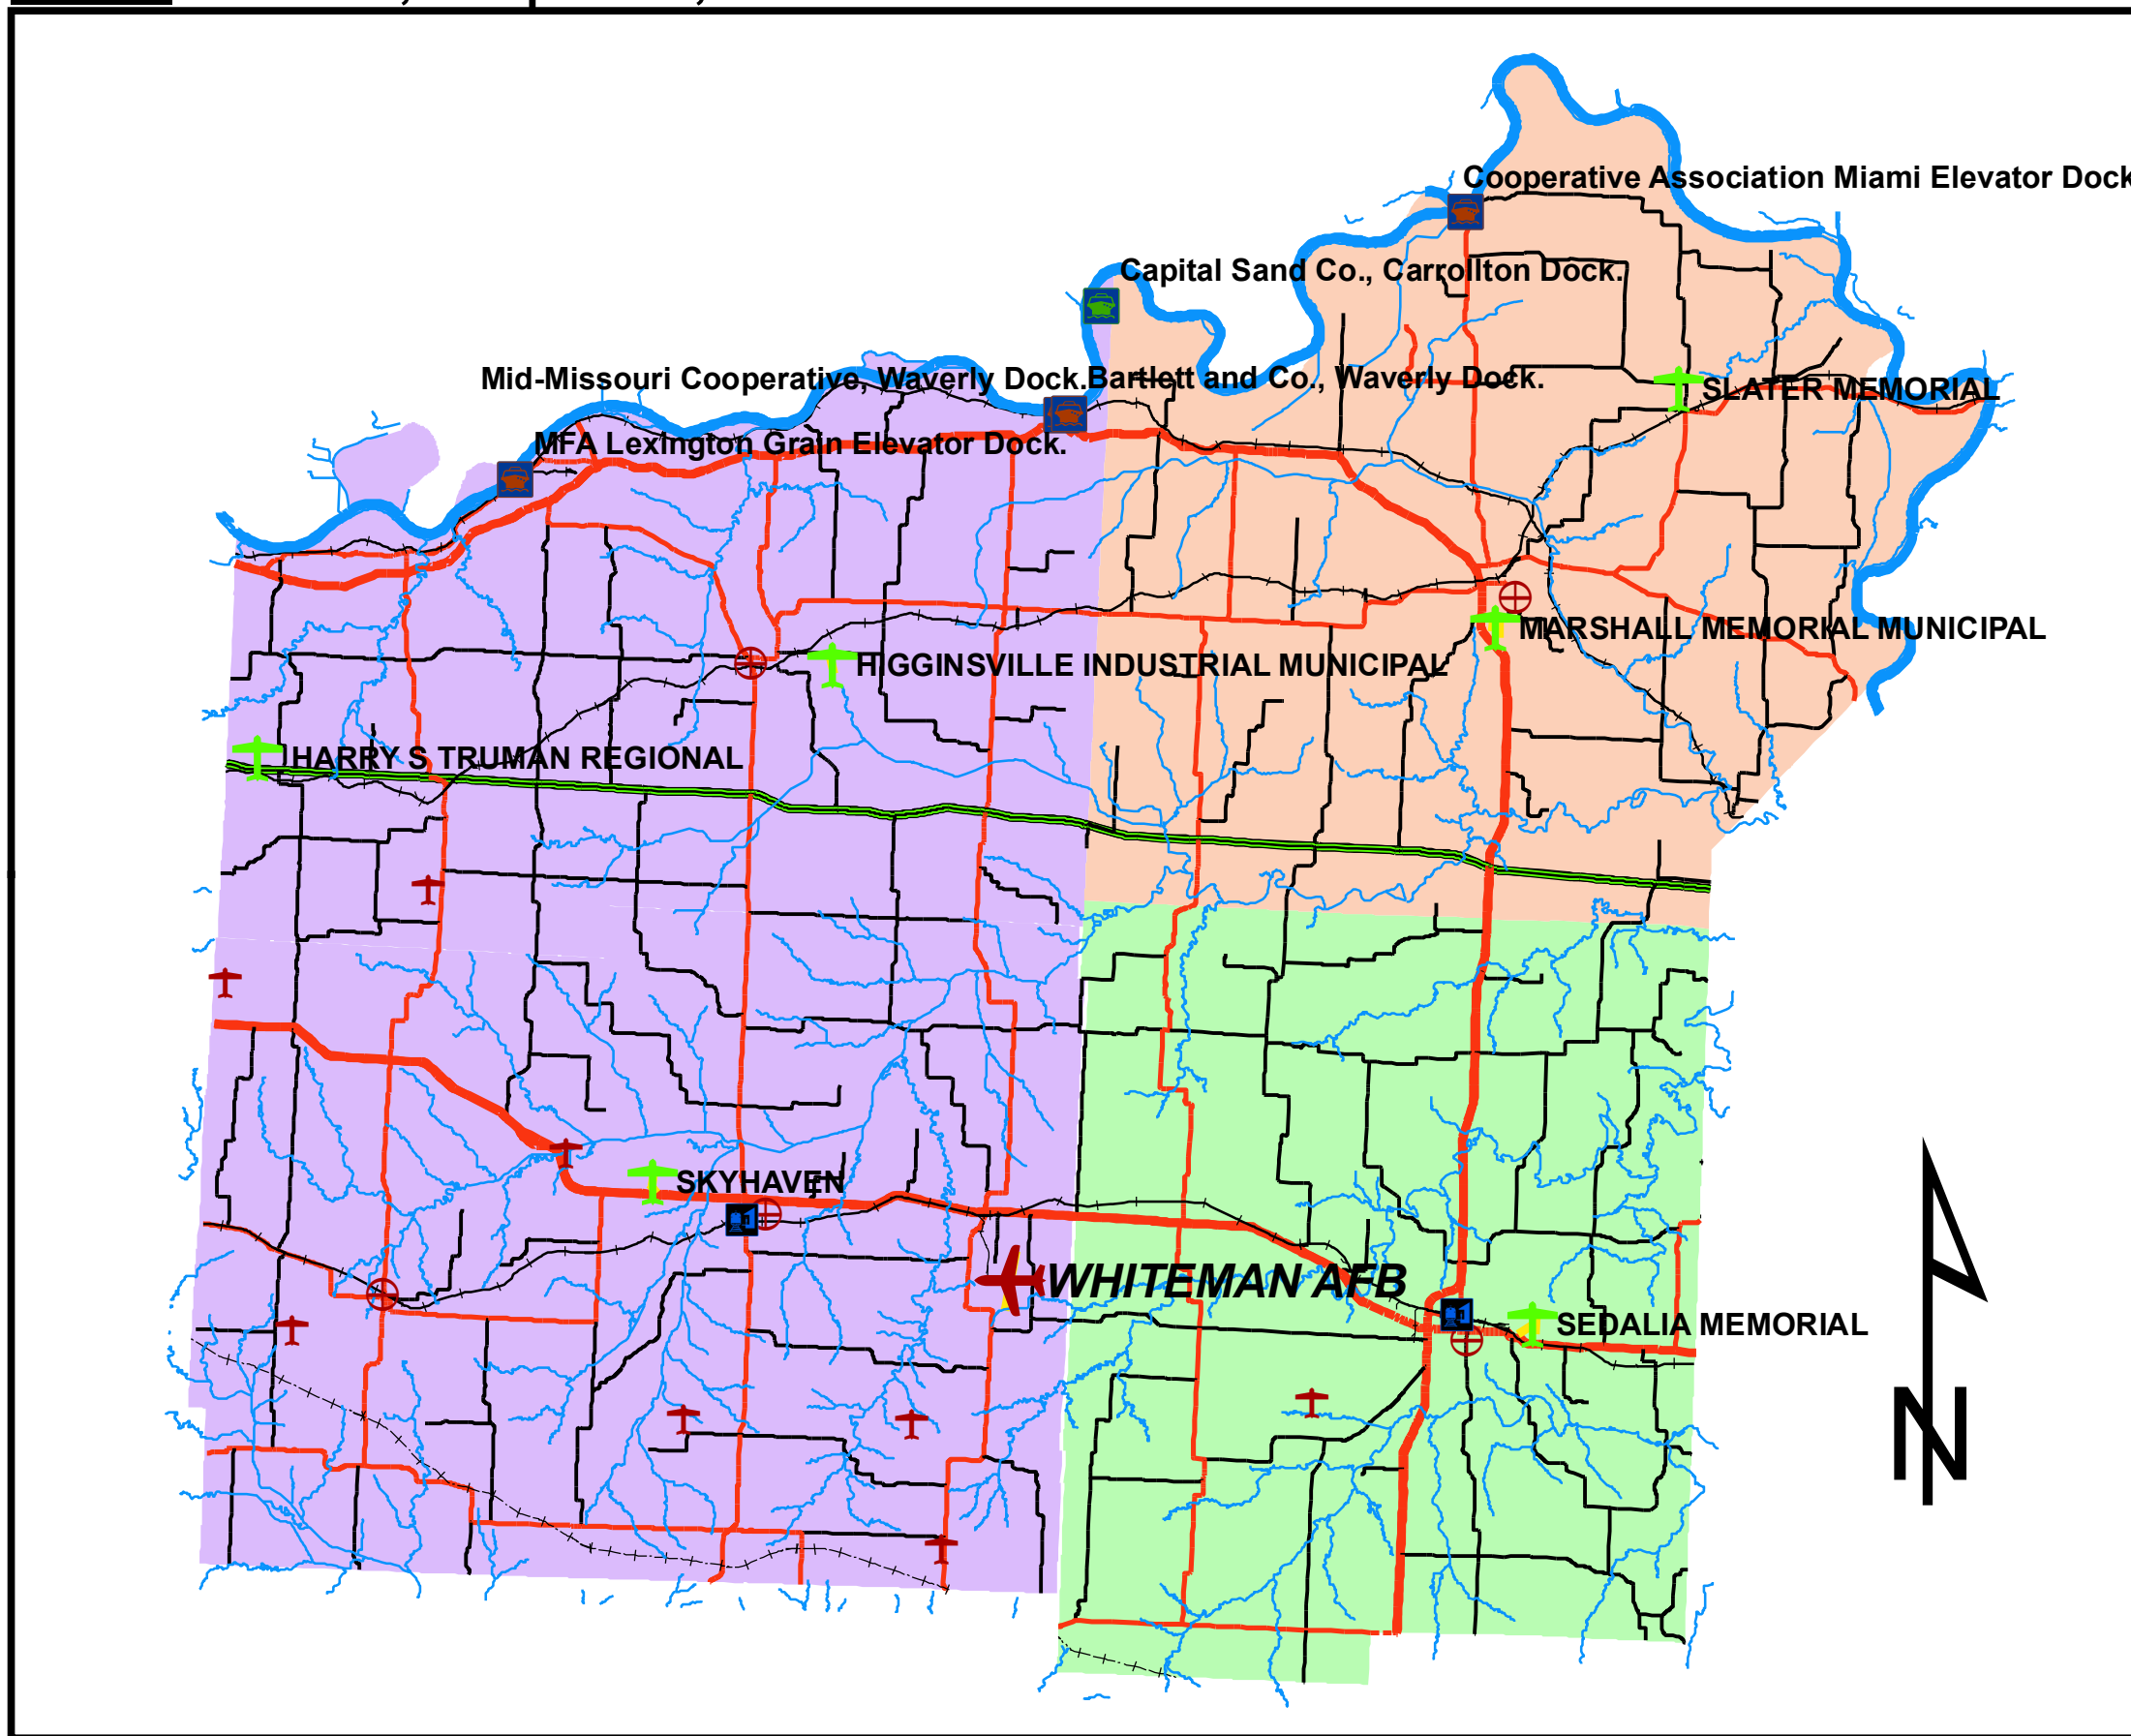 Cooperative Association Miami Elevator Dock
Capital Sand Co., Carrollton Dock.
Mid-Missouri Cooperative, Waverly Dock.
Bartlett and Co., Waverly Dock.
SLATER MEMORIAL
MFA Lexington Grain Elevator Dock.
MARSHALL MEMORIAL MUNICIPAL
HIGGINSVILLE INDUSTRIAL MUNICIPAL
HARRY S TRUMAN REGIONAL
SKYHAVEN
WHITEMAN AFB
SEDALIA MEMORIAL
N